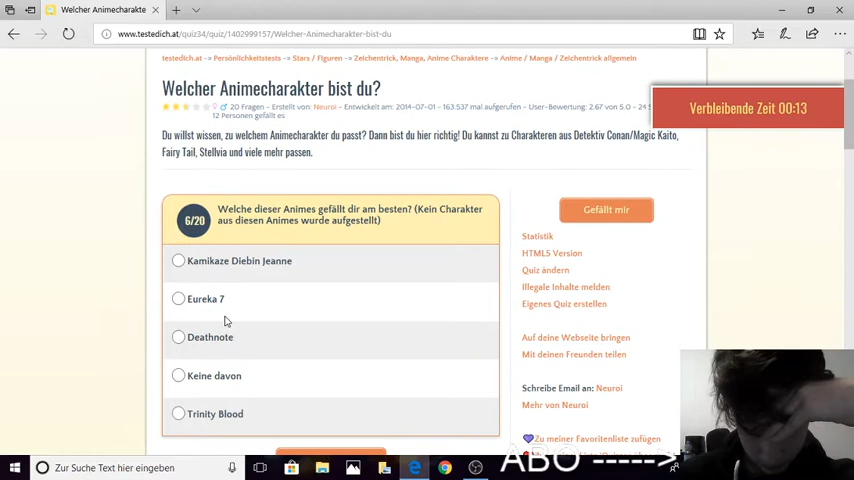 Welcher Animecharakter
www.testedich.at/quiz34/quiz/1402999157/Welcher-Animecharakter-bist-du
testedich.at -> Persönlichkeitstests -> Stars / Figuren -> Zeichentrick, Manga, Anime Charaktere -> Anime / Manga / Zeichentrick allgemein
Welcher Animecharakter bist du?
20 Fragen - Erstellt von: Neuroi - Entwickelt am: 2014-07-01 - 163.537 mal aufgerufen - User-Bewertung: 2.67 von 5.0 - 24 S
12 Personen gefällt es
Verbleibende Zeit 00:13
Du willst wissen, zu welchem Animecharakter du passt? Dann bist du hier richtig! Du kannst zu Charakteren aus Detektiv Conan/Magic Kaito,
Fairy Tail, Stellvia und viele mehr passen.
6/20
Welche dieser Animes gefällt dir am besten? (Kein Charakter
aus diesen Animes wurde aufgestellt)
Kamikaze Diebin Jeanne
Eureka 7
Deathnote
Keine davon
Trinity Blood
Gefällt mir
Statistik
HTML5 Version
Quiz ändern
Illegale Inhalte melden
Eigenes Quiz erstellen
Auf deine Webseite bringen
Mit deinen Freunden teilen
Schreibe Email an: Neuroi
Mehr von Neuroi
Zu meiner Favoritenliste zufügen
ABO ----->
Zur Suche Text hier eingeben